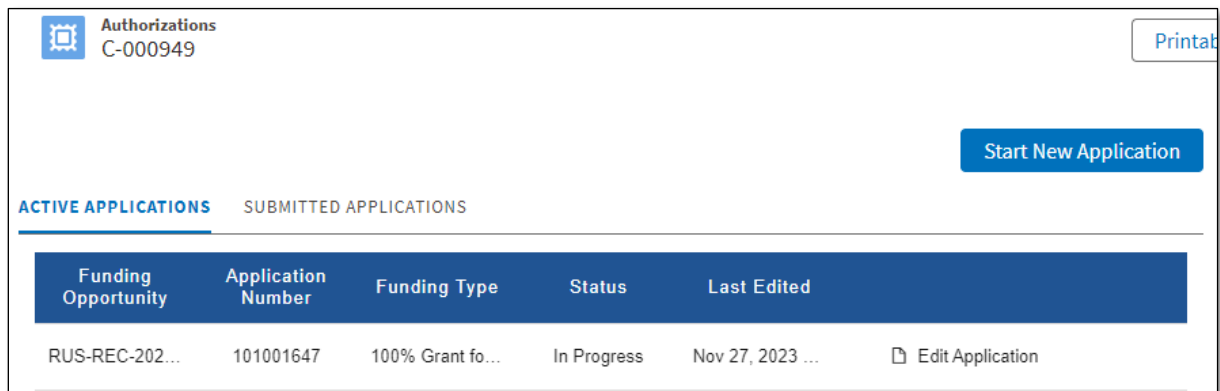 Authorizations
C-000949
Printab
Start New Application
ACTIVE APPLICATIONS SUBMITTED APPLICATIONS
Funding Opportunity Application Number Funding Type Status Last Edited
RUS-REC-202... 101001647 100% Grant fo... In Progress Nov 27, 2023 ... Edit Application